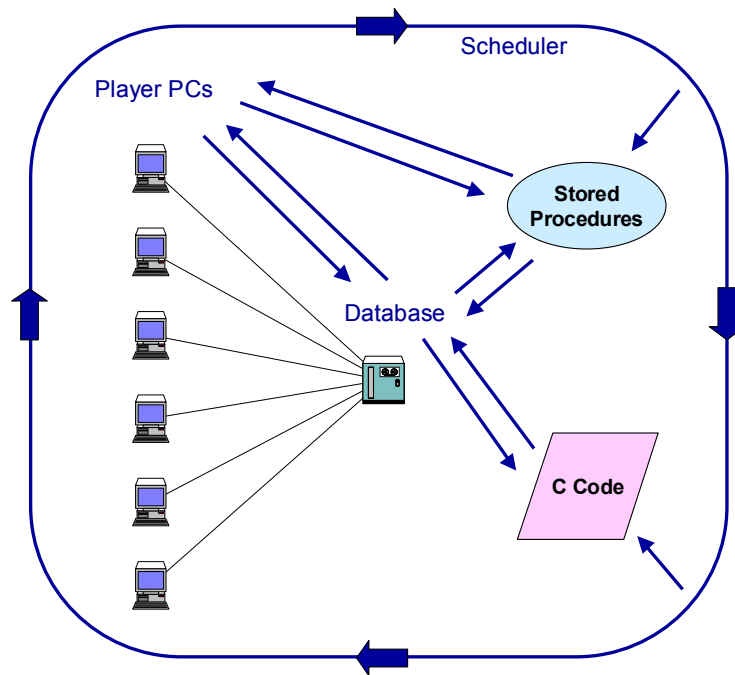 Scheduler
Player PCs
Stored
Procedures
Database
C Code